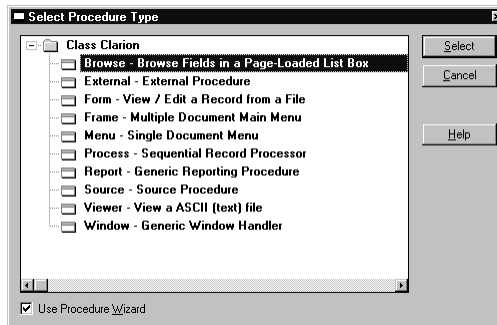 Select Procedure Type
Class Clarion
Browse - Browse Fields in a Page-Loaded List Box
External - External Procedure
Form - View / Edit a Record from a File
Frame - Multiple Document Main Menu
Menu - Single Document Menu
Process - Sequential Record Processor
Report - Generic Reporting Procedure
Source - Source Procedure
Viewer - View a ASCII (text) file
Window - Generic Window Handler
Select
Cancel
Help
Use Procedure Wizard